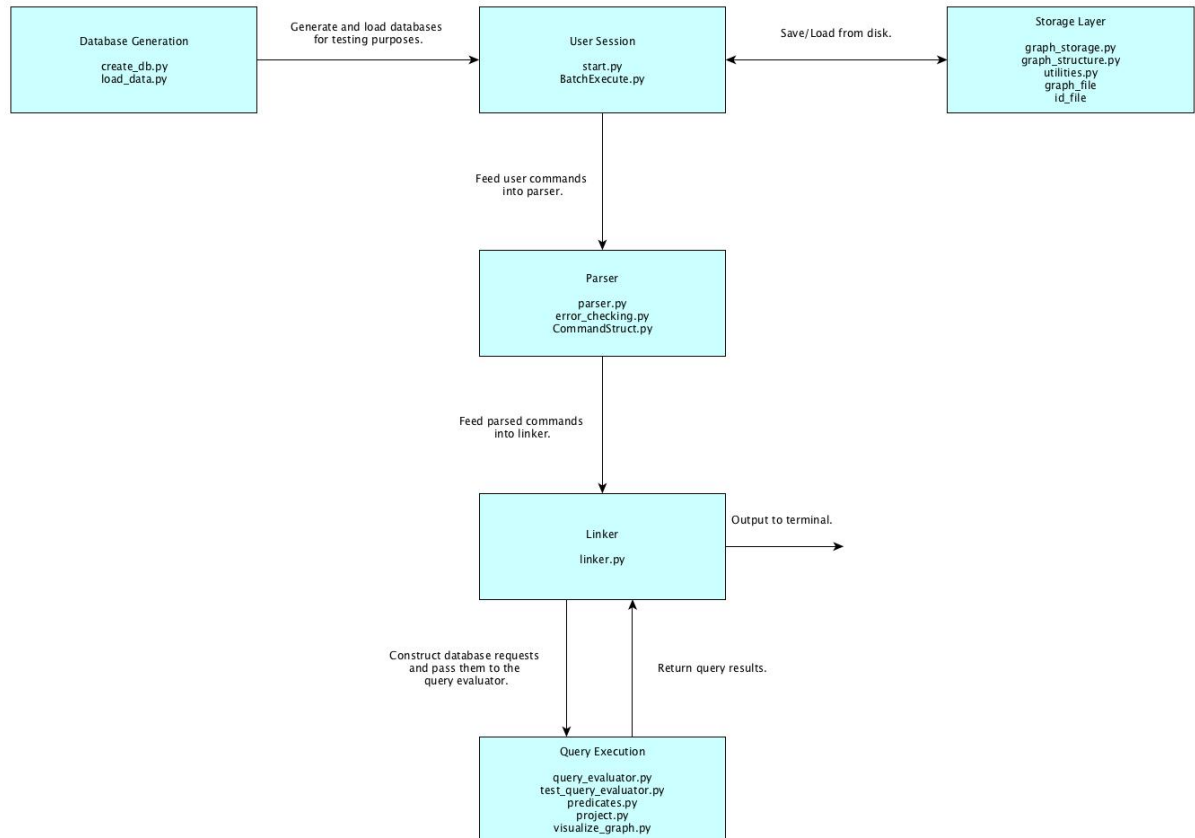 Database Generation
create_db.py
load_data.py
Generate and load databases
for testing purposes.
User Session
start.py
BatchExecute.py
Save/Load from disk.
Storage Layer
graph_storage.py
graph_structure.py
utilities.py
graph_file
id_file
Feed user commands
into parser.
Parser
parser.py
error_checking.py
CommandStruct.py
Feed parsed commands
into linker.
Linker
linker.py
Output to terminal.
Construct database requests
and pass them to the
query evaluator.
Return query results.
Query Execution
query_evaluator.py
test_query_evaluator.py
predicates.py
project.py
visualize_graph.py